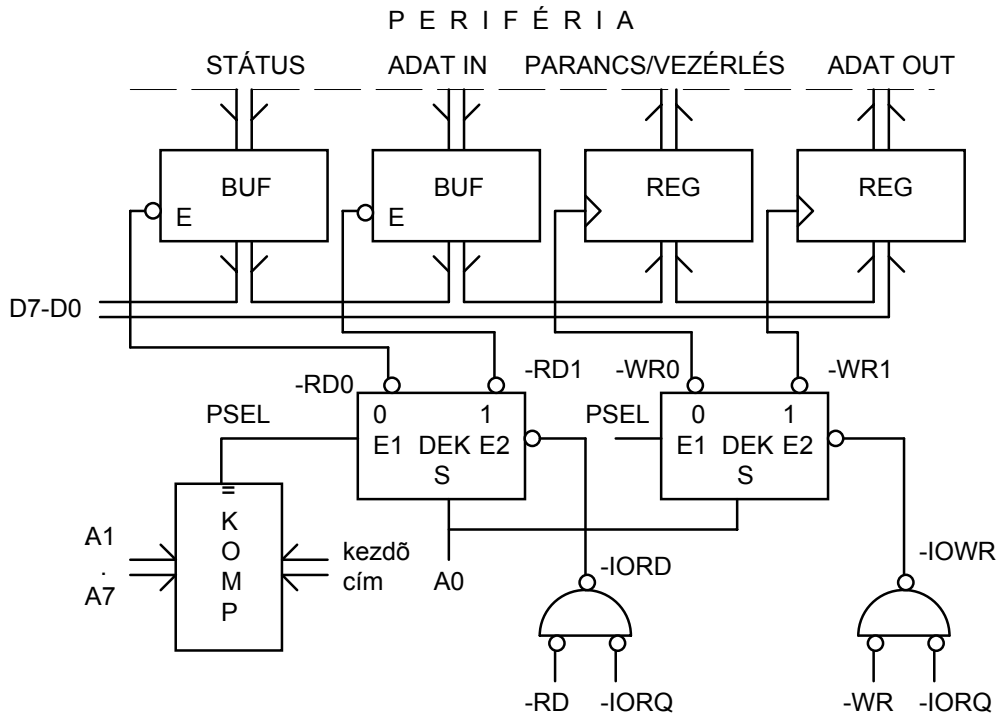 P E R I F É R I A
STÁTUS ADAT IN PARANCS/VEZÉRLÉS ADAT OUT
BUF BUF REG REG
E E
D7-D0
-RD0 -RD1 -WR0 -WR1
PSEL 0 1 PSEL 0 1
E1 DEK E2 E1 DEK E2
S S
=
K
O
M
P
A1
.
A7
kezdõ
cím
A0
-IORD -IOWR
-RD -IORQ -WR -IORQ